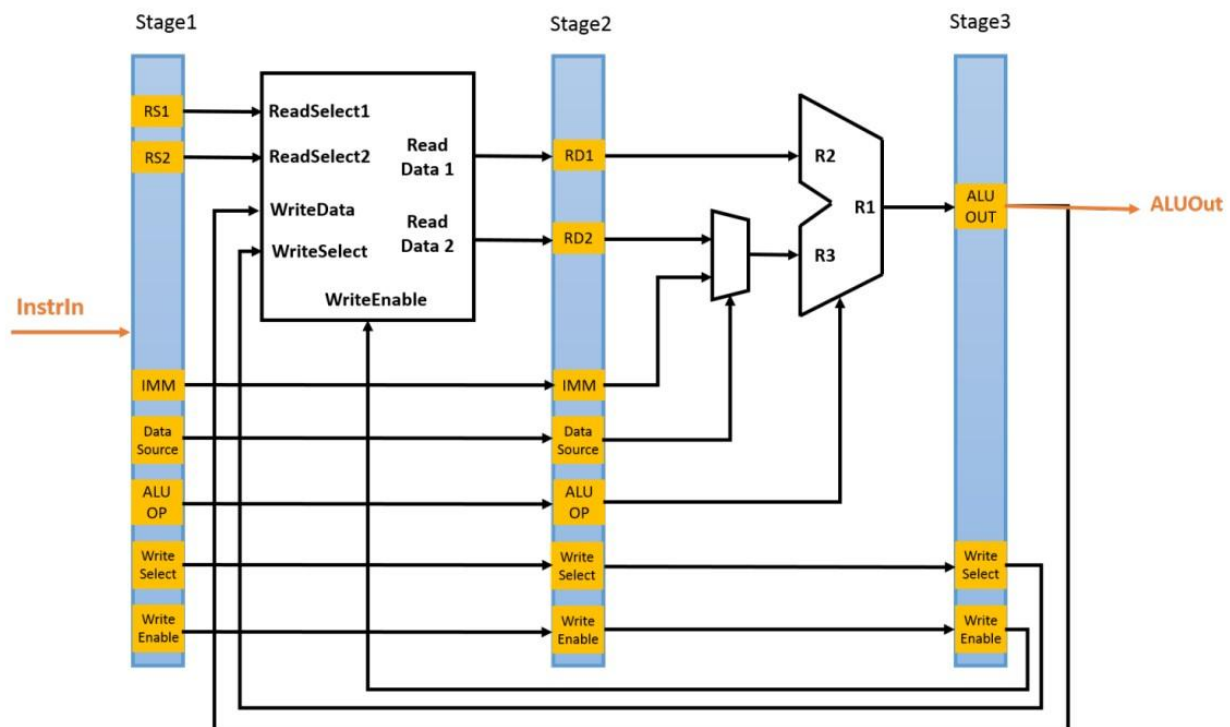 Stage1
Stage2
Stage3
RS1
ReadSelect1
RS2
ReadSelect2
Read
Data 1
RD1
R2
WriteData
Read
Data 2
WriteSelect
RD2
R1
R3
ALU
OUT
ALUOut
WriteEnable
InstrIn
IMM
IMM
Data
Source
Data
Source
ALU
OP
ALU
OP
Write
Select
Write
Select
Write
Select
Write
Enable
Write
Enable
Write
Enable